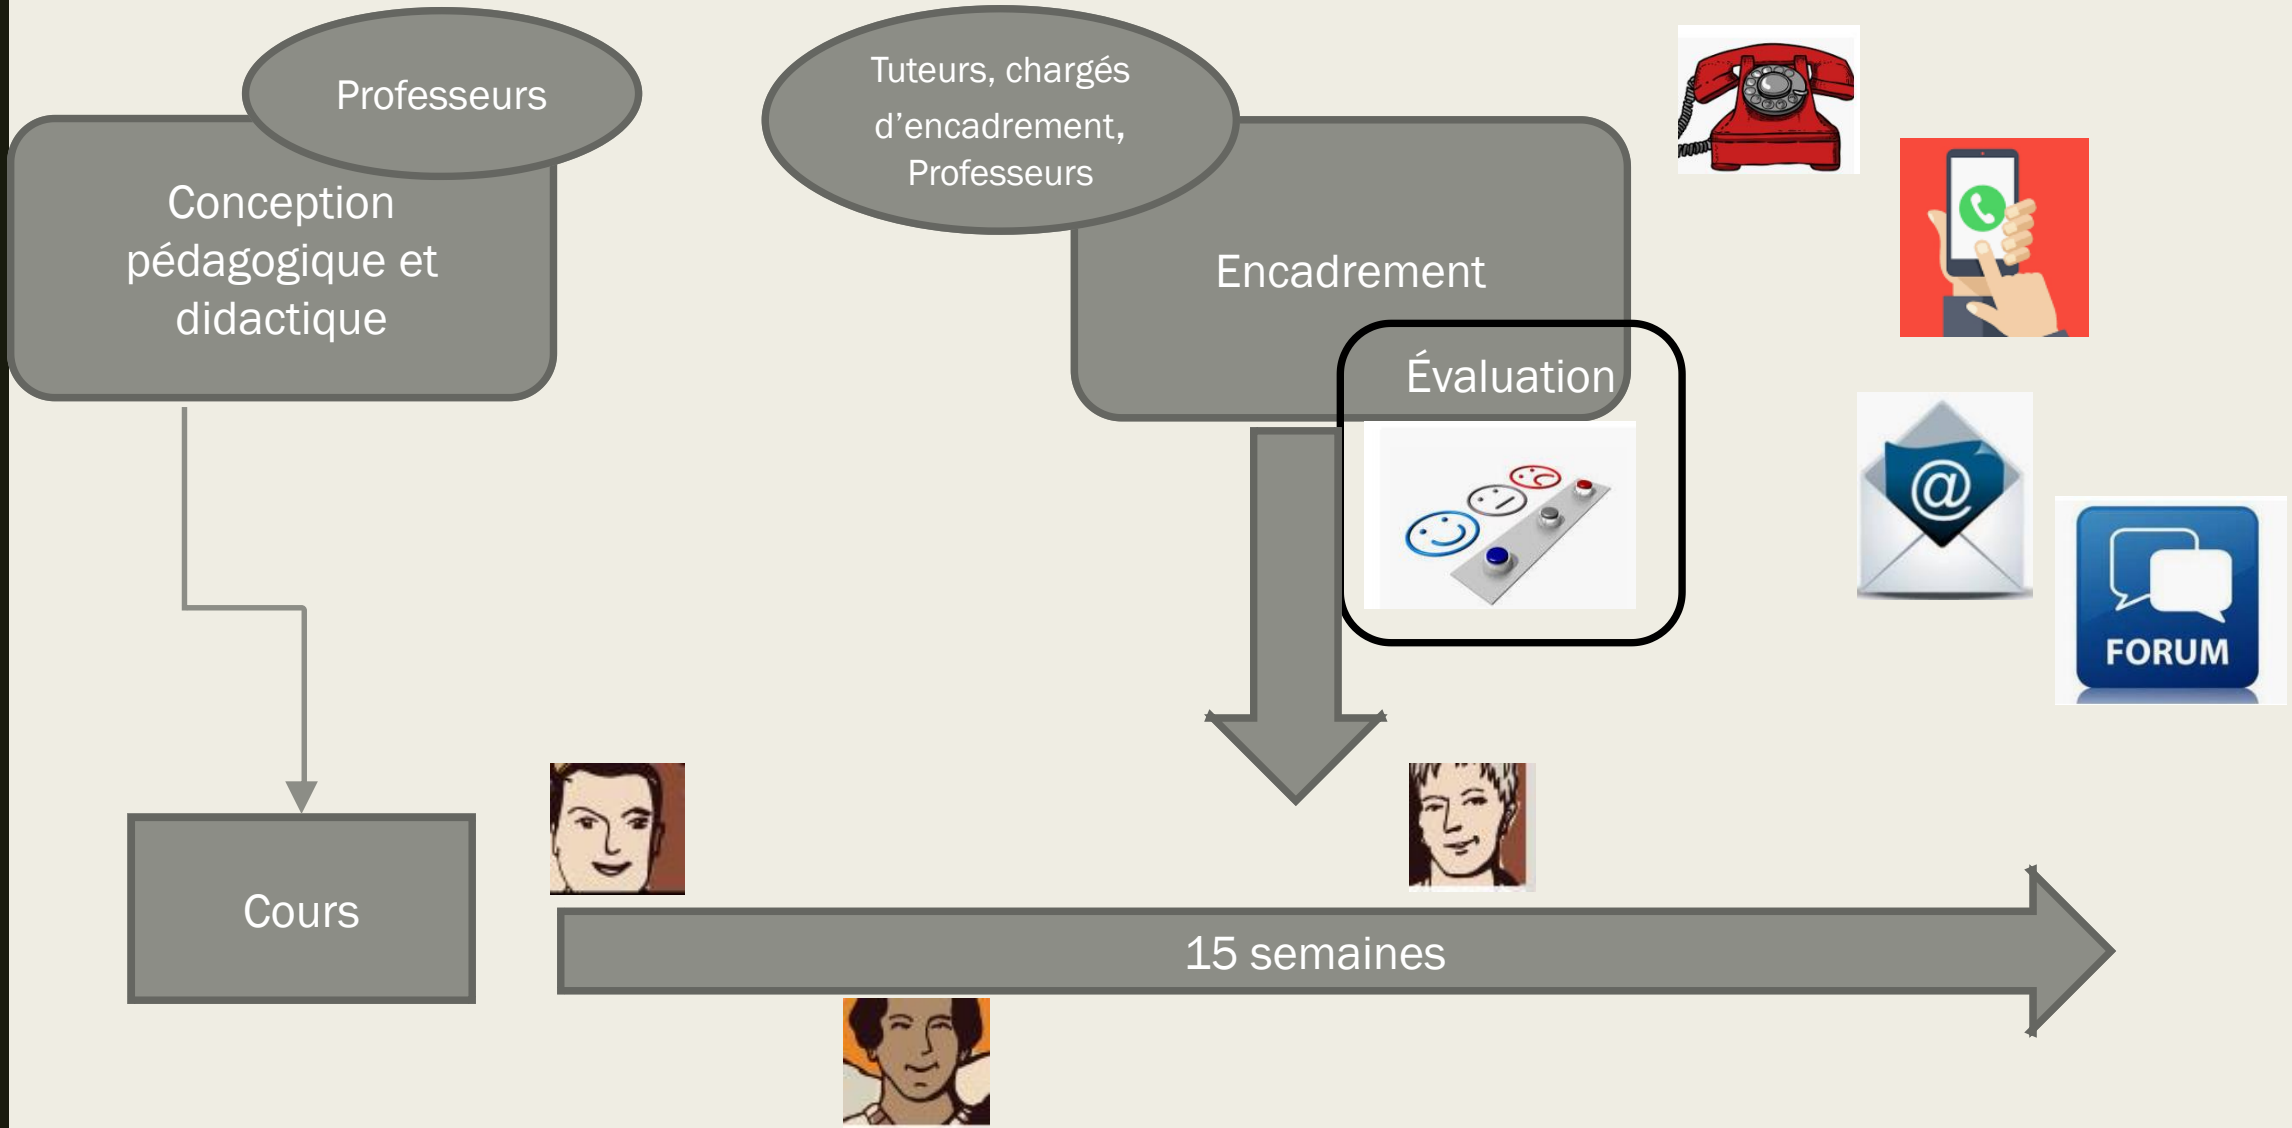 Professeurs
Conception
pédagogique et
didactique
Tuteurs, chargés
d’encadrement,
Professeurs
Encadrement
Évaluation
@
FORUM
Cours
15 semaines